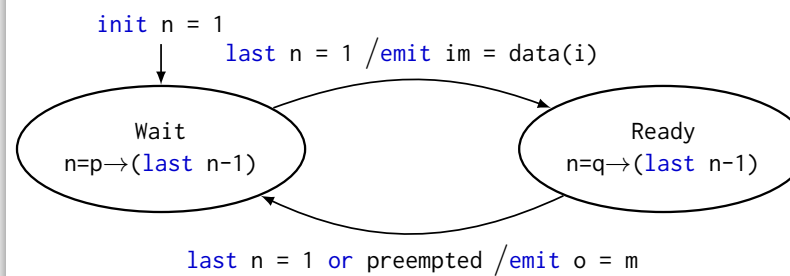 init n = 1
last n = 1 /emit im = data(i)
Wait
n=p→(last n-1)
Ready
n=q→(last n-1)
last n = 1 or preempted /emit o = m